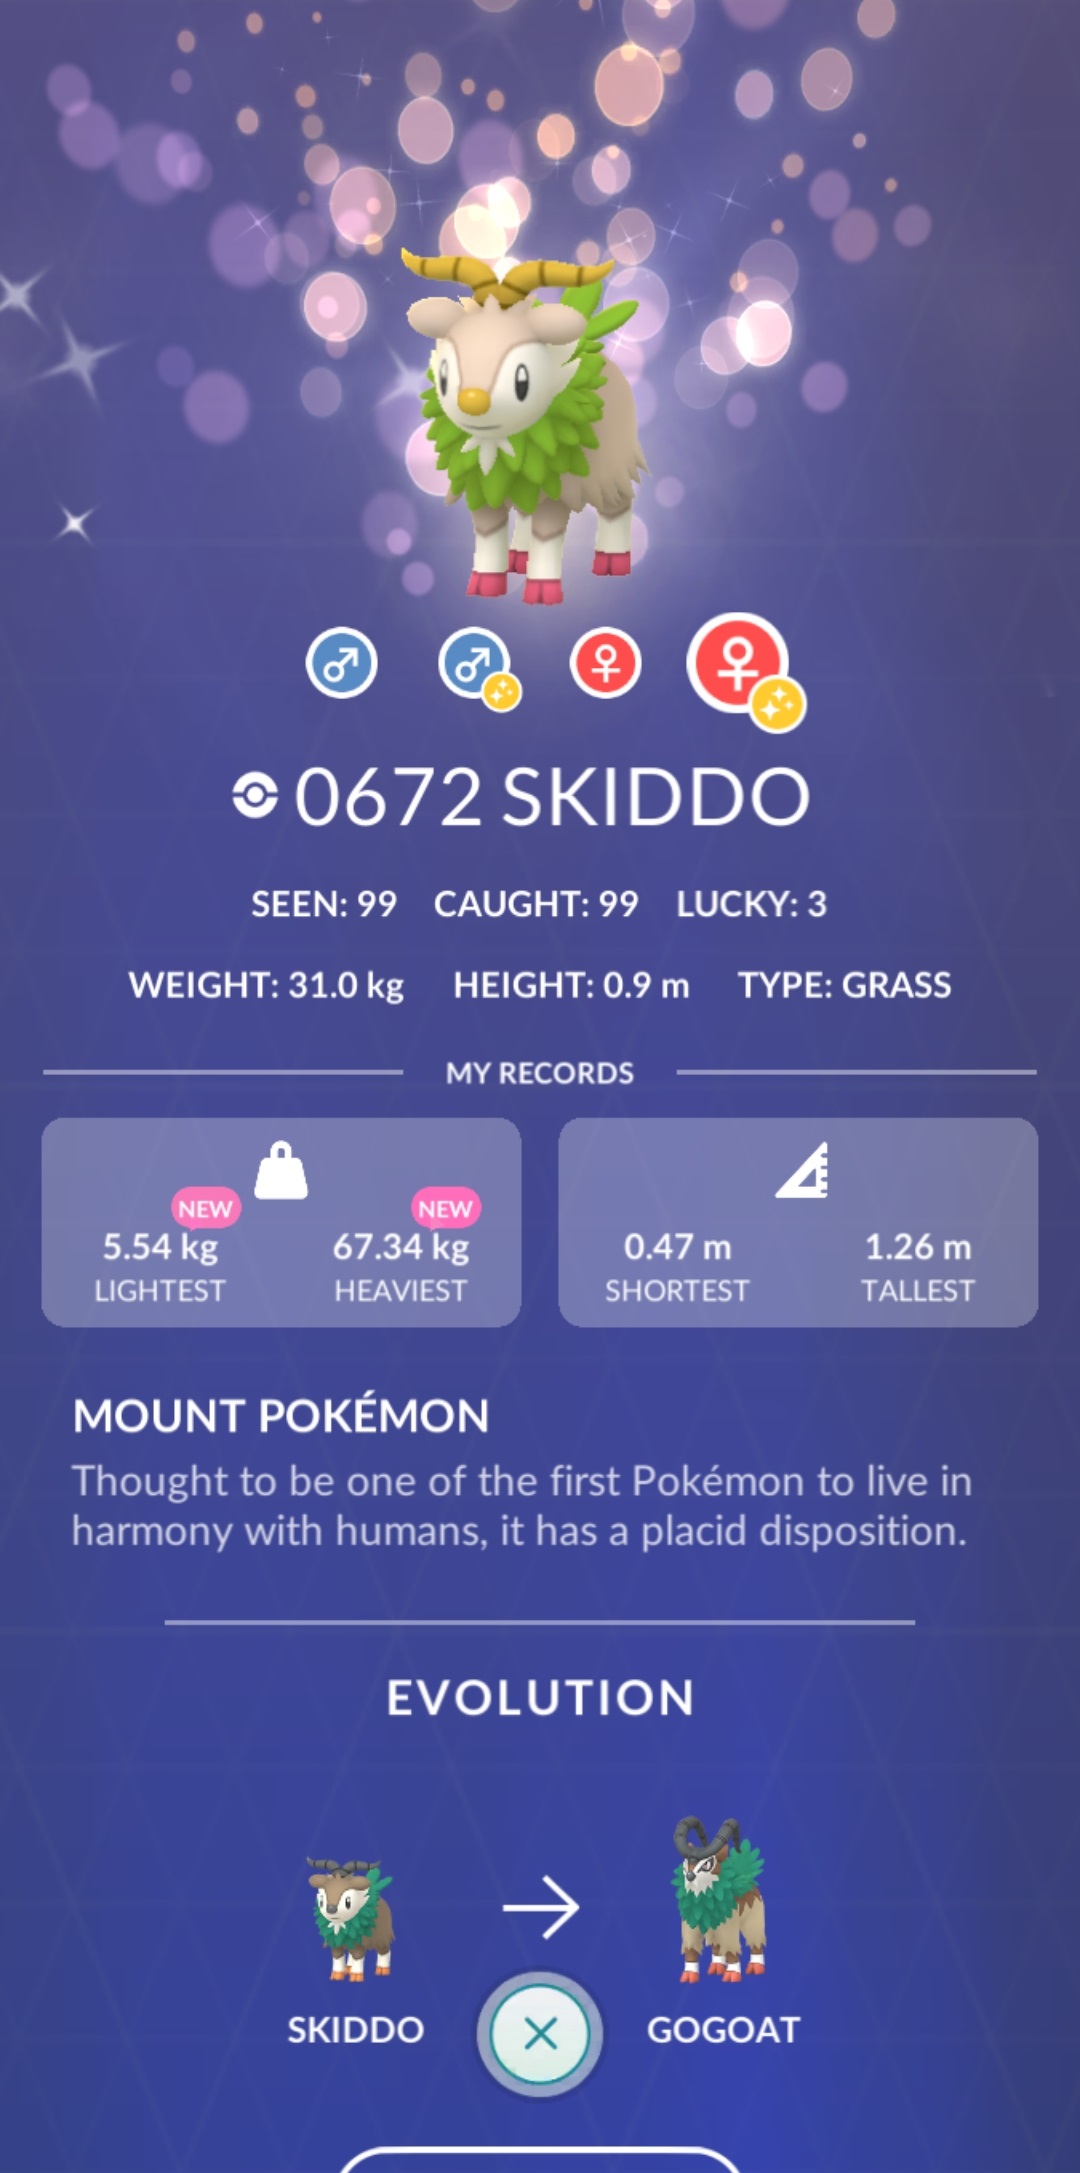 0672 SKIDDO
SEEN: 99 CAUGHT: 99 LUCKY: 3
WEIGHT: 31.0 kg HEIGHT: 0.9 m TYPE: GRASS
MY RECORDS
NEW NEW
5.54 kg 67.34 kg 0.47 m 1.26 m
LIGHTEST HEAVIEST SHORTEST TALLEST
MOUNT POKÉMON
Thought to be one of the first Pokémon to live in
harmony with humans, it has a placid disposition.
EVOLUTION
SKIDDO GOGOAT